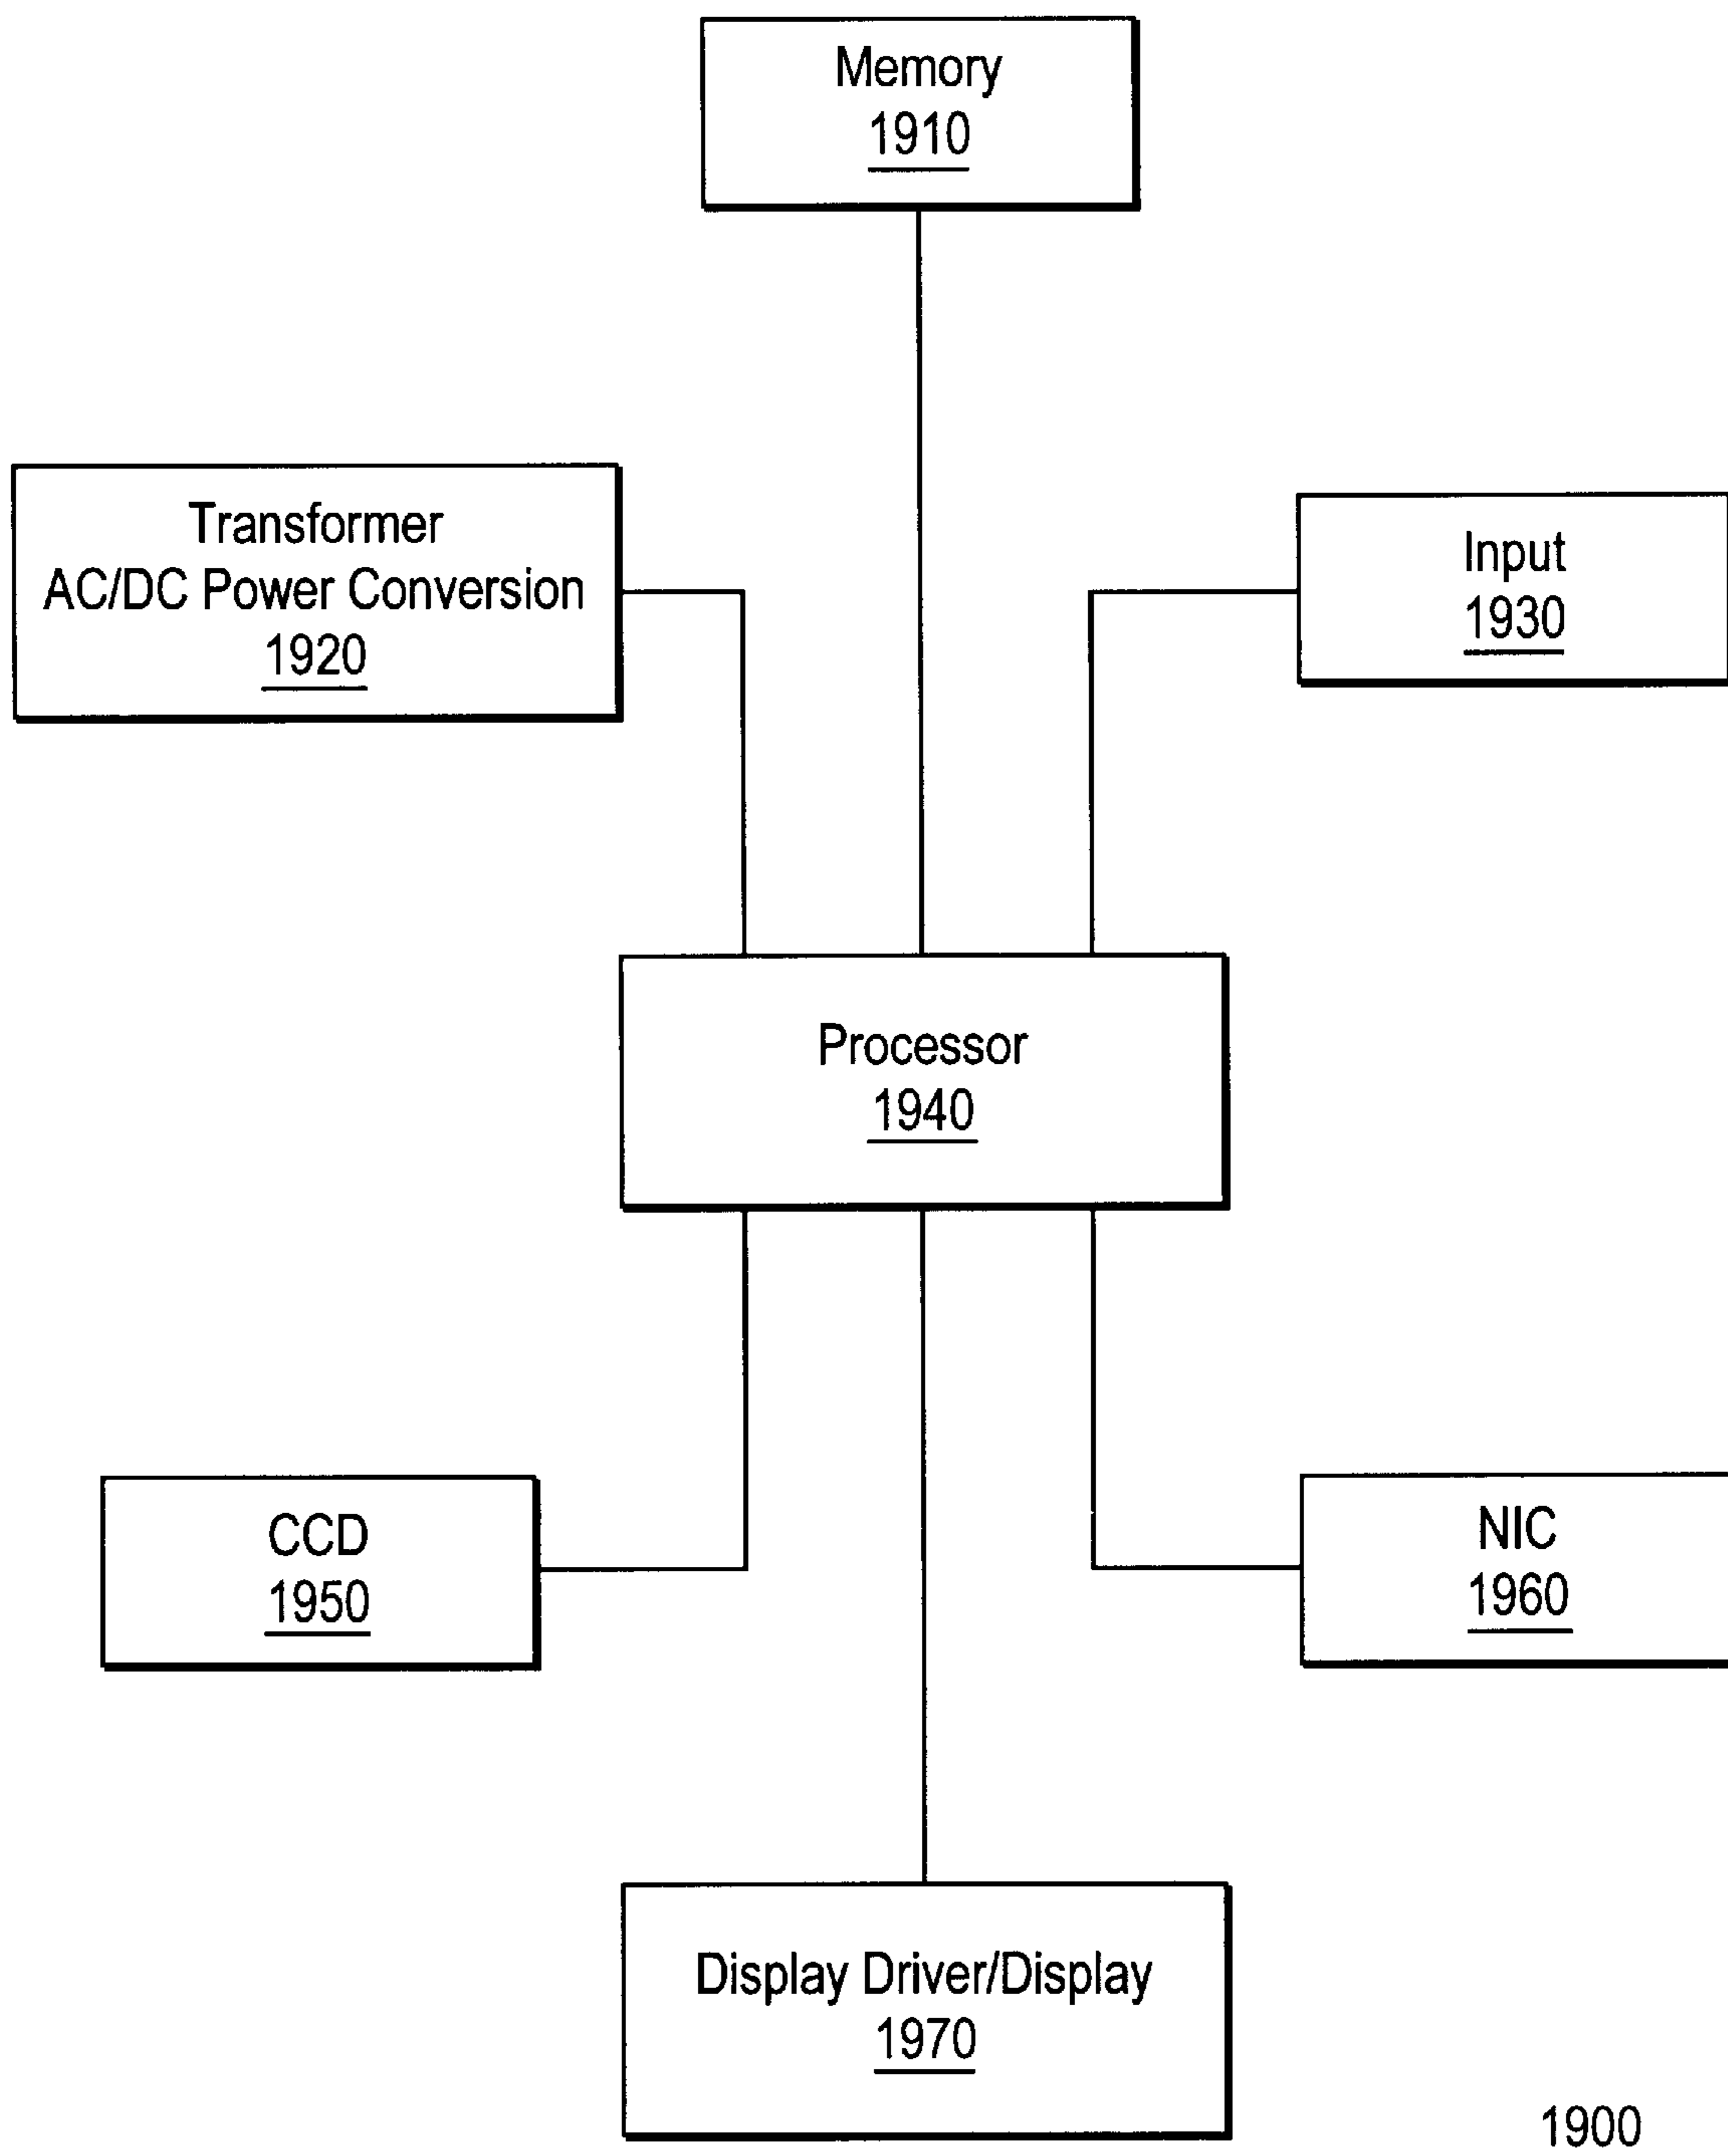 Memory
1910
Transformer
AC/DC Power Conversion
1920
Input
1930
Processor
1940
CCD
1950
NIC
1960
Display Driver/Display
1970
1900